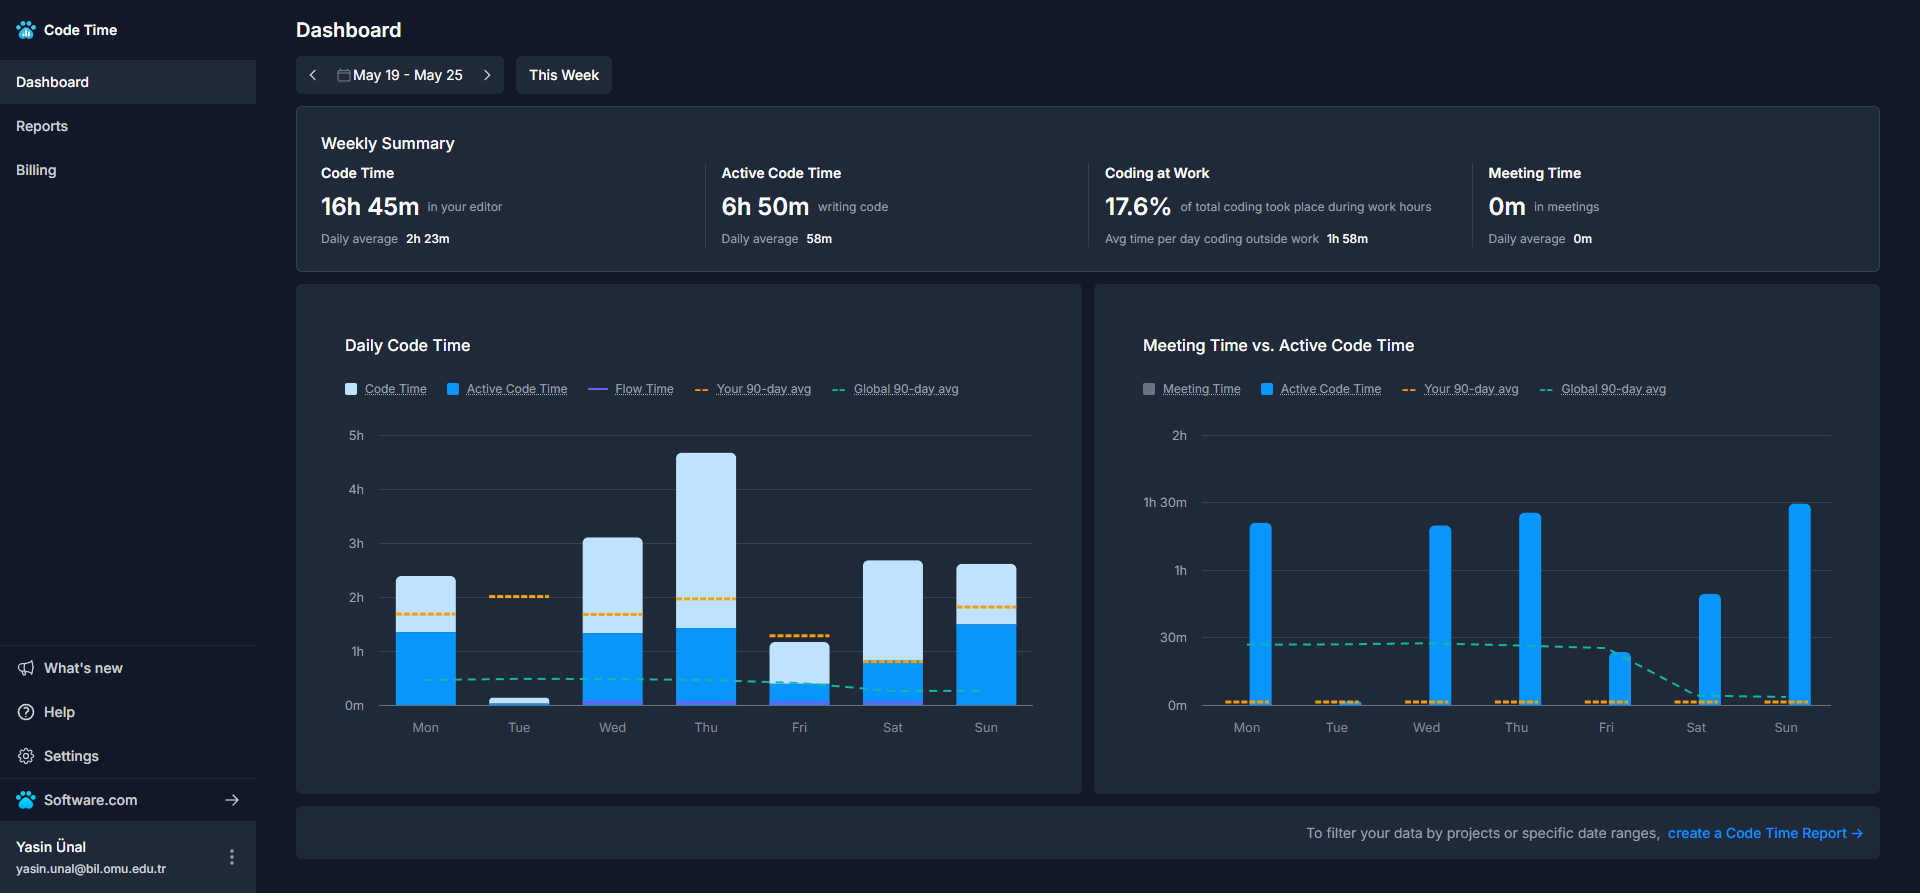 Code Time
Dashboard
Reports
Billing
What's new
Help
Settings
Software.com
Yasin Ünal
yasin.unal@bil.omu.edu.tr
Dashboard
May 19 - May 25
This Week
Weekly Summary
Code Time
16h 45m in your editor
Daily average 2h 23m
Active Code Time
6h 50m writing code
Daily average 58m
Coding at Work
17.6% of total coding took place during work hours
Avg time per day coding outside work 1h 58m
Meeting Time
0m in meetings
Daily average 0m
Daily Code Time
Code Time Active Code Time Flow Time Your 90-day avg Global 90-day avg
5h
4h
3h
2h
1h
0m
Mon Tue Wed Thu Fri Sat Sun
Meeting Time vs. Active Code Time
Meeting Time Active Code Time Your 90-day avg Global 90-day avg
2h
1h 30m
1h
30m
0m
Mon Tue Wed Thu Fri Sat Sun
To filter your data by projects or specific date ranges, create a Code Time Report →